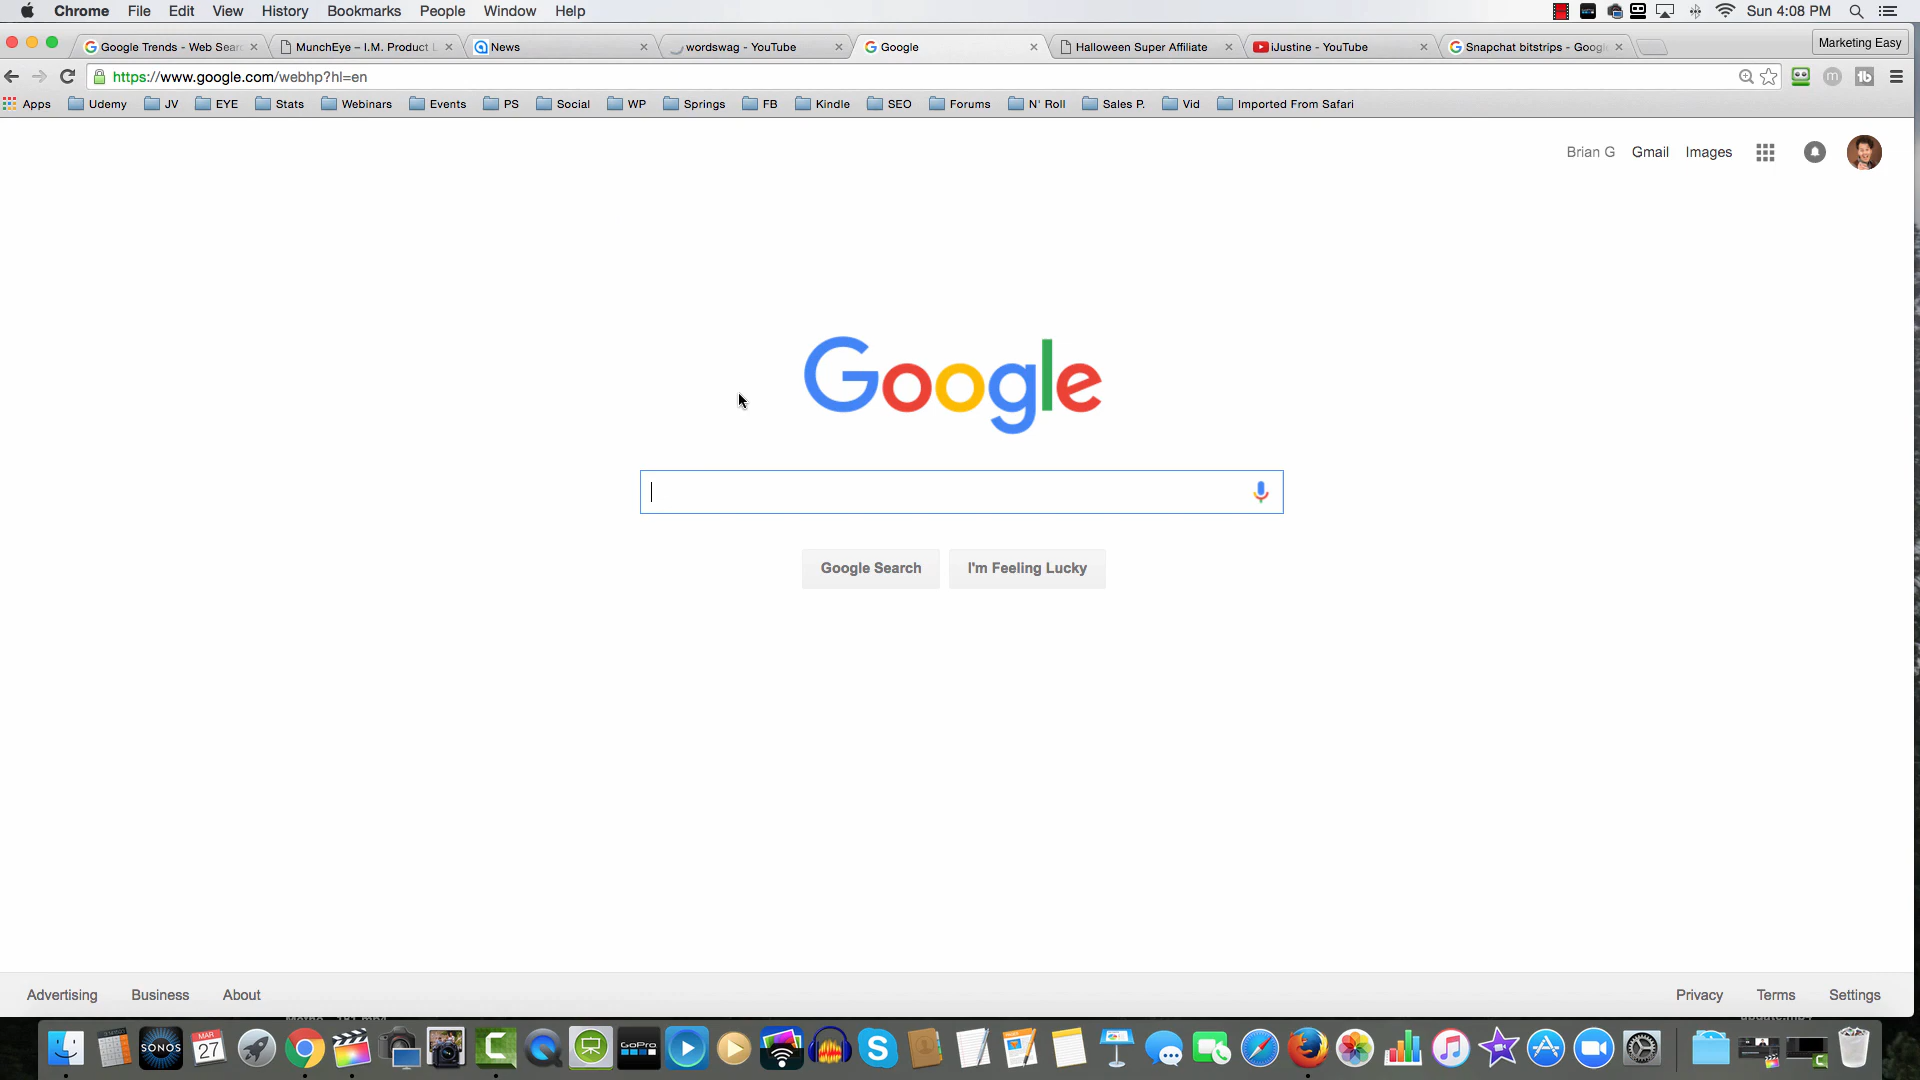 Chrome File Edit View History Bookmarks People Window Help Sun 4:08 PM
Google Trends - Web Sear MunchEye – I.M. Product L News wordswag - YouTube Google Halloween Super Affiliate iJustine - YouTube Snapchat bitstrips - Googl Marketing Easy
https://www.google.com/webhp?hl=en
Apps Udemy JV EYE Stats Webinars Events PS Social WP Springs FB Kindle SEO Forums N' Roll Sales P. Vid Imported From Safari
Brian G Gmail Images
Google
Google Search I'm Feeling Lucky
Advertising Business About Privacy Terms Settings
SONOS MAR 27 GoPro